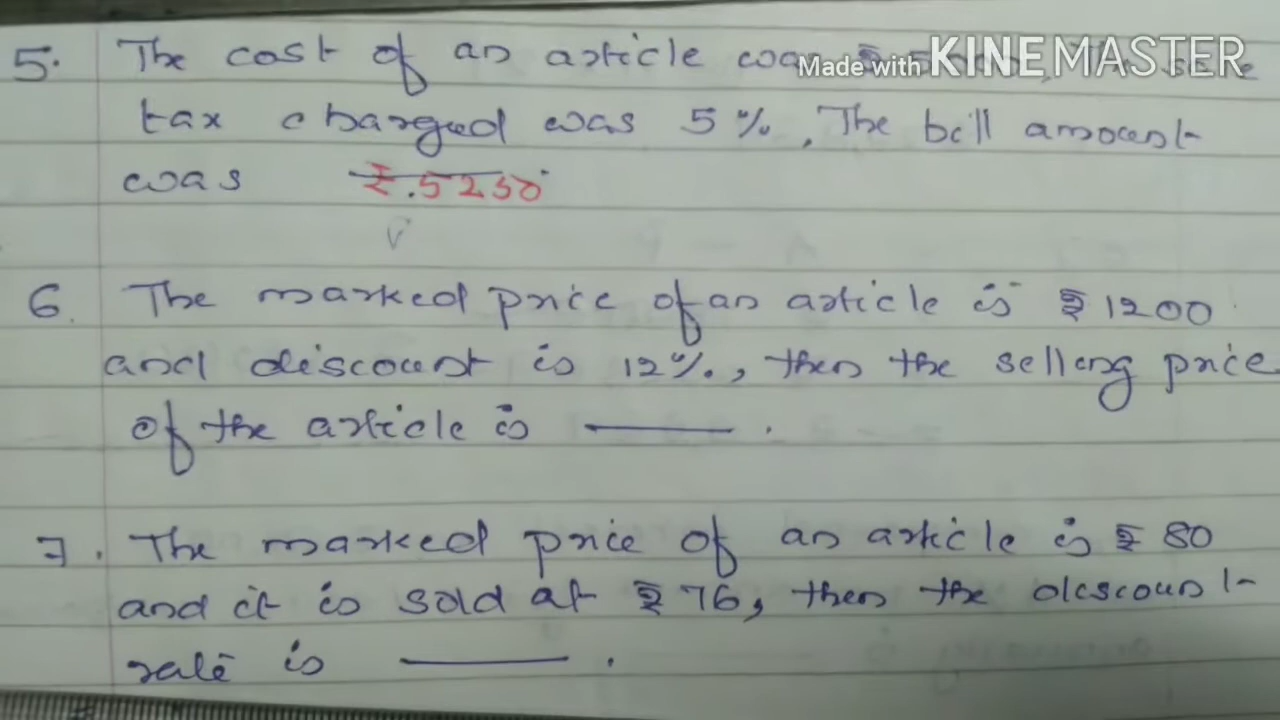 5. The cost of an article was
Made with KINEMASTER
tax charged was 5%. The bill amount
was ₹.5250
6. The marked price of an article is ₹ 1200
and discount is 12%, then the selling price
of the article is ———.
7. The marked price of an article is ₹ 80
and it is sold at ₹ 76, then the discount
rate is ———.